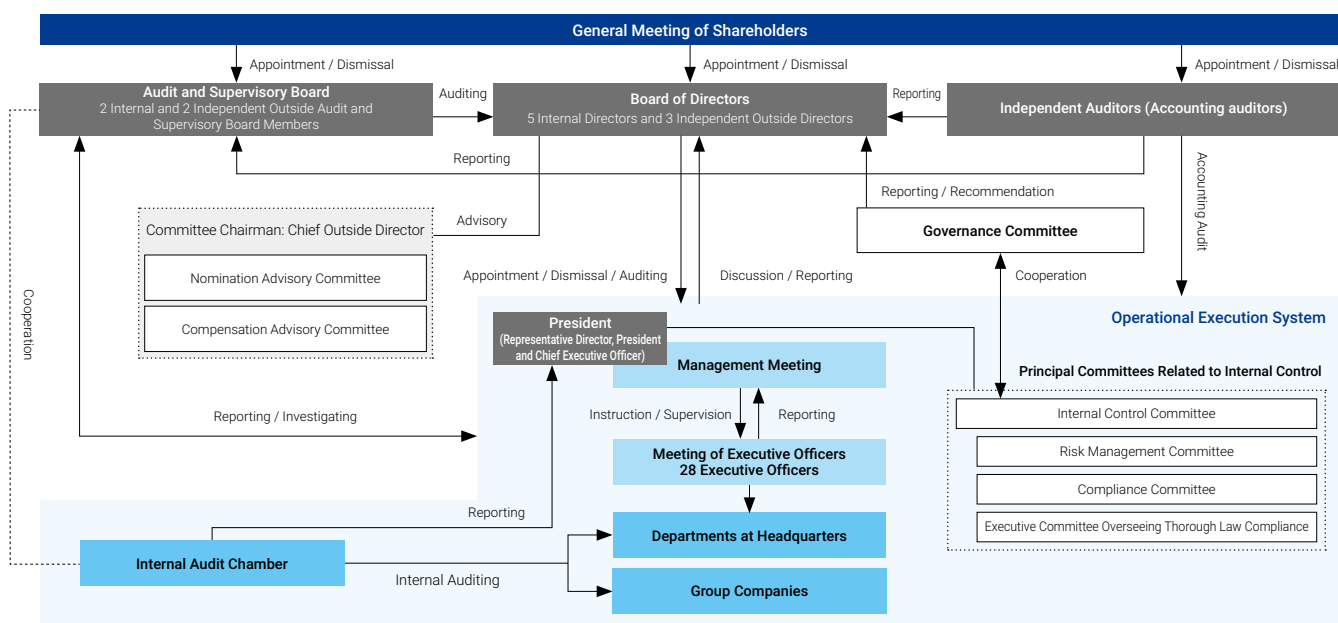 General Meeting of Shareholders
Appointment / Dismissal
Appointment / Dismissal
Appointment / Dismissal
Audit and Supervisory Board
2 Internal and 2 Independent Outside Audit and
Supervisory Board Members
Auditing
Board of Directors
5 Internal Directors and 3 Independent Outside Directors
Reporting
Independent Auditors (Accounting auditors)
Reporting
Accounting Audit
Reporting / Recommendation
Committee Chairman: Chief Outside Director
Advisory
Governance Committee
Nomination Advisory Committee
Appointment / Dismissal / Auditing
Discussion / Reporting
Cooperation
Cooperation
Compensation Advisory Committee
Operational Execution System
President
(Representative Director, President
and Chief Executive Officer)
Management Meeting
Principal Committees Related to Internal Control
Reporting / Investigating
Instruction / Supervision
Reporting
Internal Control Committee
Meeting of Executive Officers
28 Executive Officers
Risk Management Committee
Compliance Committee
Reporting
Executive Committee Overseeing Thorough Law Compliance
Departments at Headquarters
Internal Audit Chamber
Internal Auditing
Group Companies